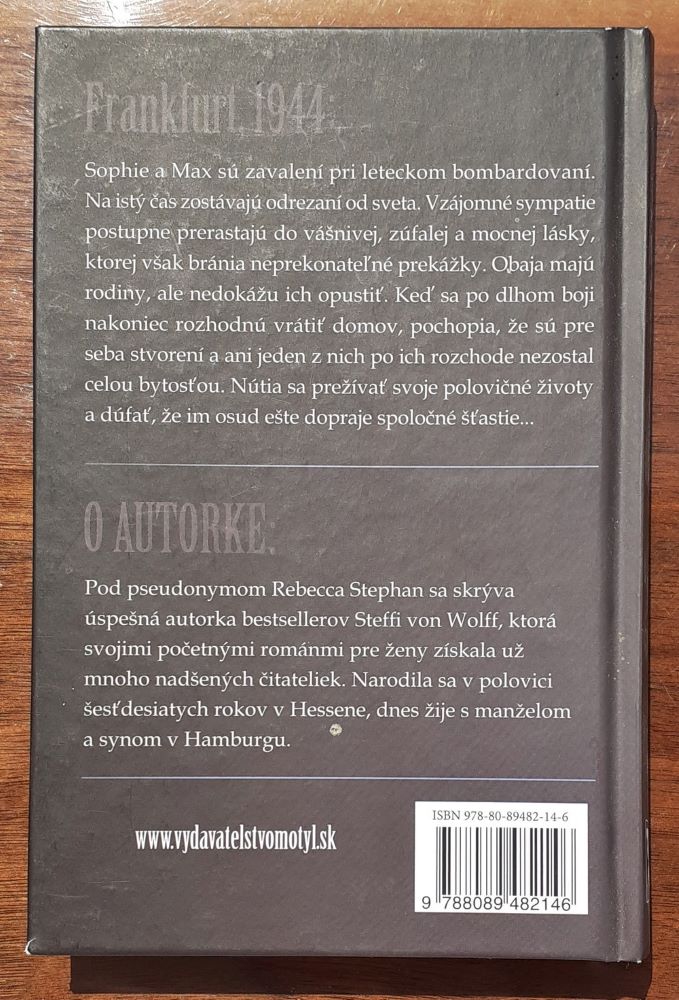 Frankfurt 1944:
Sophie a Max sú zavalení pri leteckom bombardovaní.
Na istý čas zostávajú odrezaní od sveta. Vzájomné sympatie
postupne prerastajú do vášnivej, zúfalej a mocnej lásky,
ktorej však bránia neprekonateľné prekážky. Obaja majú
rodiny, ale nedokážu ich opustiť. Keď sa po dlhom boji
nakoniec rozhodnú vrátiť domov, pochopia, že sú pre
seba stvorení a ani jeden z nich po ich rozchode nezostal
celou bytosťou. Nútia sa prežívať svoje polovičné životy
a dúfať, že im osud ešte dopraje spoločné šťastie...
O AUTORKE:
Pod pseudonymom Rebecca Stephan sa skrýva
úspešná autorka bestsellerov Steffi von Wolff, ktorá
svojimi početnými románmi pre ženy získala už
mnoho nadšených čitateliek. Narodila sa v polovici
šesťdesiatych rokov v Hessene, dnes žije s manželom
a synom v Hamburgu.
www.vydavatelstvomotyl.sk
ISBN 978-80-89482-14-6
9 788089 482146